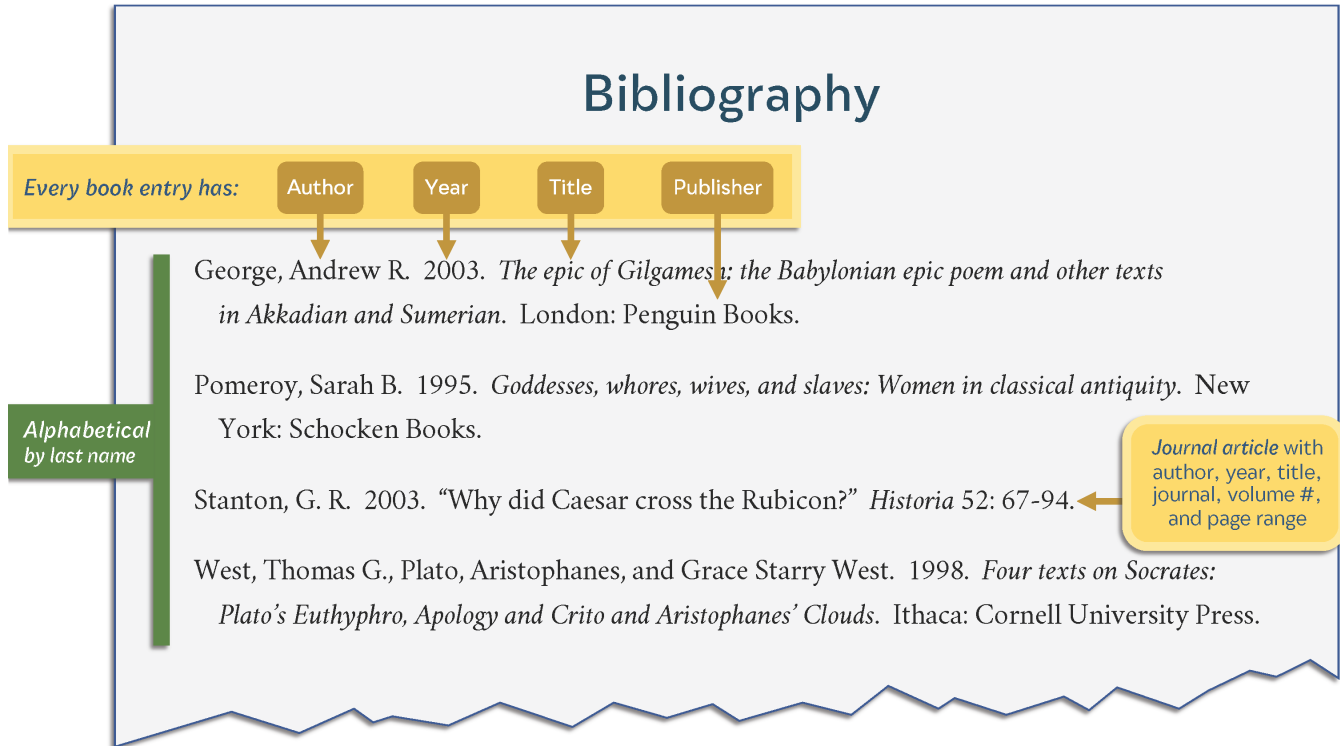 Bibliography
Every book entry has: Author Year Title Publisher
George, Andrew R. 2003. The epic of Gilgamesh: the Babylonian epic poem and other texts
in Akkadian and Sumerian. London: Penguin Books.
Pomeroy, Sarah B. 1995. Goddesses, whores, wives, and slaves: Women in classical antiquity. New
York: Schocken Books.
Alphabetical
by last name
Journal article with
author, year, title,
journal, volume #,
and page range
Stanton, G. R. 2003. “Why did Caesar cross the Rubicon?” Historia 52: 67-94.
West, Thomas G., Plato, Aristophanes, and Grace Starry West. 1998. Four texts on Socrates:
Plato’s Euthyphro, Apology and Crito and Aristophanes’ Clouds. Ithaca: Cornell University Press.